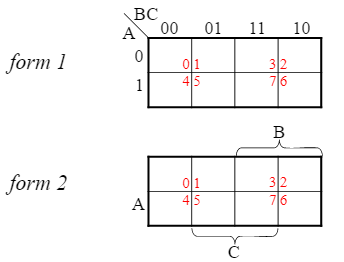 BC
A 00 01 11 10
form 1
0 0 1 3 2
1 4 5 7 6
B
form 2
0 1 3 2
A 4 5 7 6
C